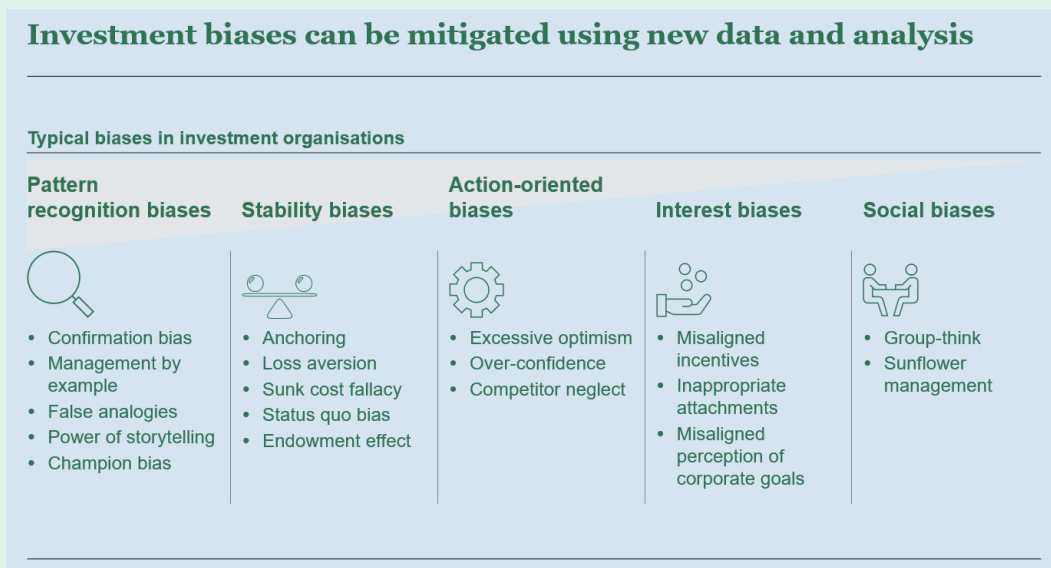 Investment biases can be mitigated using new data and analysis
Typical biases in investment organisations
Pattern
recognition biases
• Confirmation bias
• Management by
example
• False analogies
• Power of storytelling
• Champion bias
Stability biases
• Anchoring
• Loss aversion
• Sunk cost fallacy
• Status quo bias
• Endowment effect
Action-oriented
biases
• Excessive optimism
• Over-confidence
• Competitor neglect
Interest biases
• Misaligned
incentives
• Inappropriate
attachments
• Misaligned
perception of
corporate goals
Social biases
• Group-think
• Sunflower
management